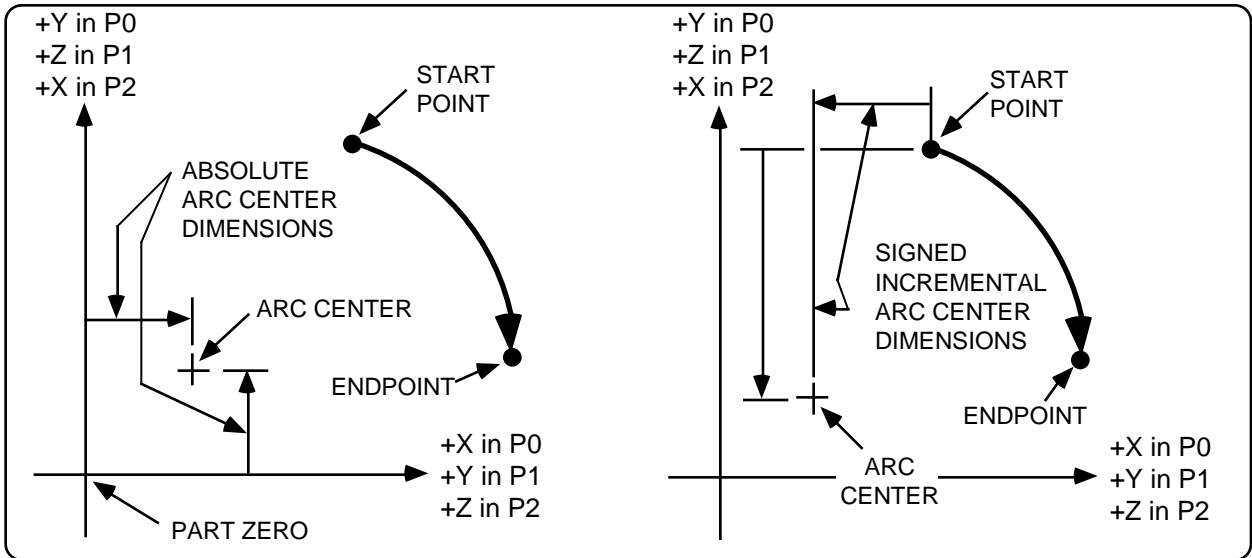 +Y in P0
+Z in P1
+X in P2
START
POINT
ABSOLUTE
ARC CENTER
DIMENSIONS
ARC CENTER
ENDPOINT
+X in P0
+Y in P1
+Z in P2
PART ZERO
+Y in P0
+Z in P1
+X in P2
START
POINT
SIGNED
INCREMENTAL
ARC CENTER
DIMENSIONS
ENDPOINT
ARC
CENTER
+X in P0
+Y in P1
+Z in P2